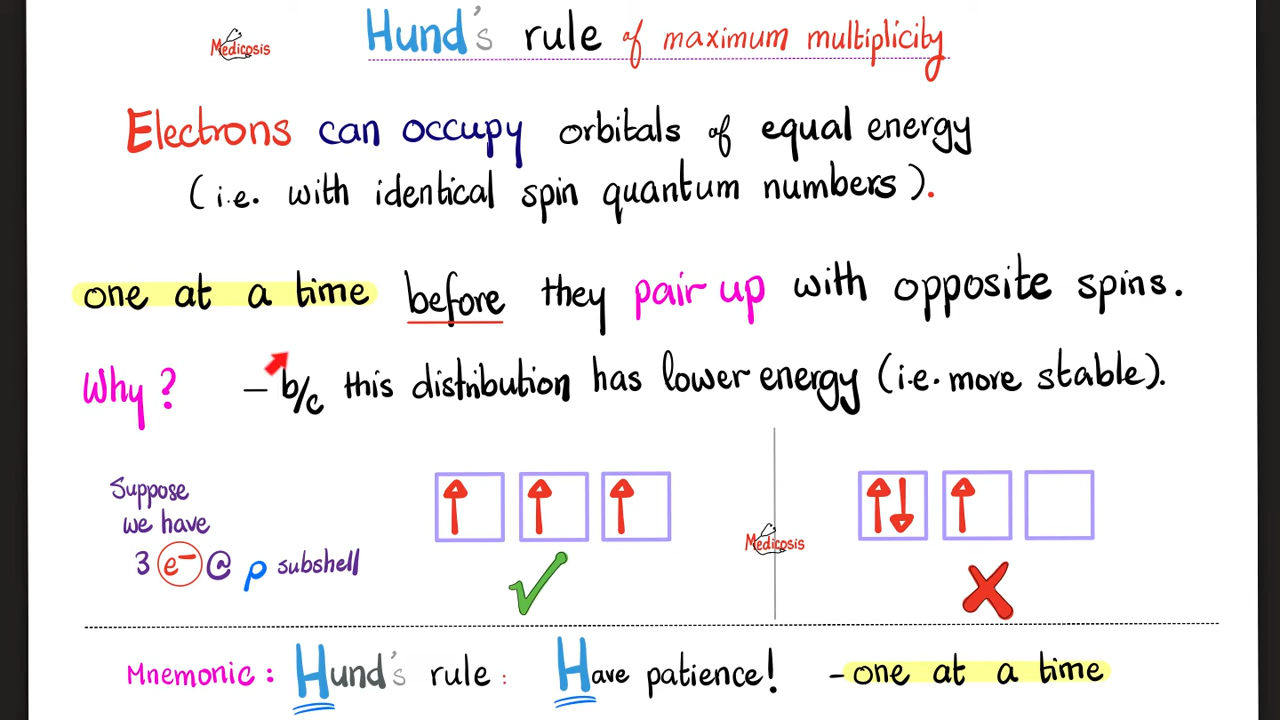 Medicosis
Hund's rule of maximum multiplicity
Electrons can occupy orbitals of equal energy
(i.e. with identical spin quantum numbers).
one at a time before they pair up with opposite spins.
Why? – b/c this distribution has lower energy (i.e. more stable).
Suppose
we have
3 e⁻ @ p subshell
Medicosis
Mnemonic: Hund's rule: Have patience! – one at a time